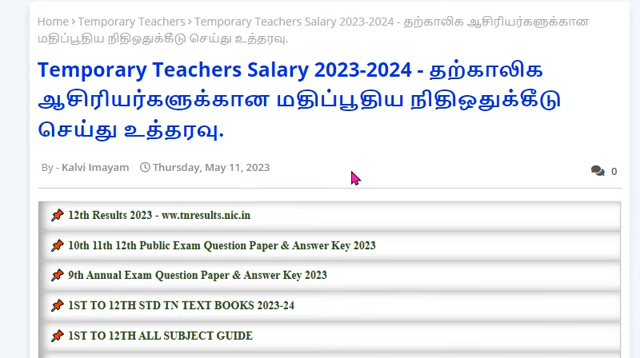 Home > Temporary Teachers > Temporary Teachers Salary 2023-2024 - தற்காலிக ஆசிரியர்களுக்கான
மதிப்பூதிய நிதிஒதுக்கீடு செய்து உத்தரவு.
Temporary Teachers Salary 2023-2024 - தற்காலிக
ஆசிரியர்களுக்கான மதிப்பூதிய நிதிஒதுக்கீடு
செய்து உத்தரவு.
By - Kalvi Imayam Thursday, May 11, 2023 0
12th Results 2023 - ww.tnresults.nic.in
10th 11th 12th Public Exam Question Paper & Answer Key 2023
9th Annual Exam Question Paper & Answer Key 2023
1ST TO 12TH STD TN TEXT BOOKS 2023-24
1ST TO 12TH ALL SUBJECT GUIDE